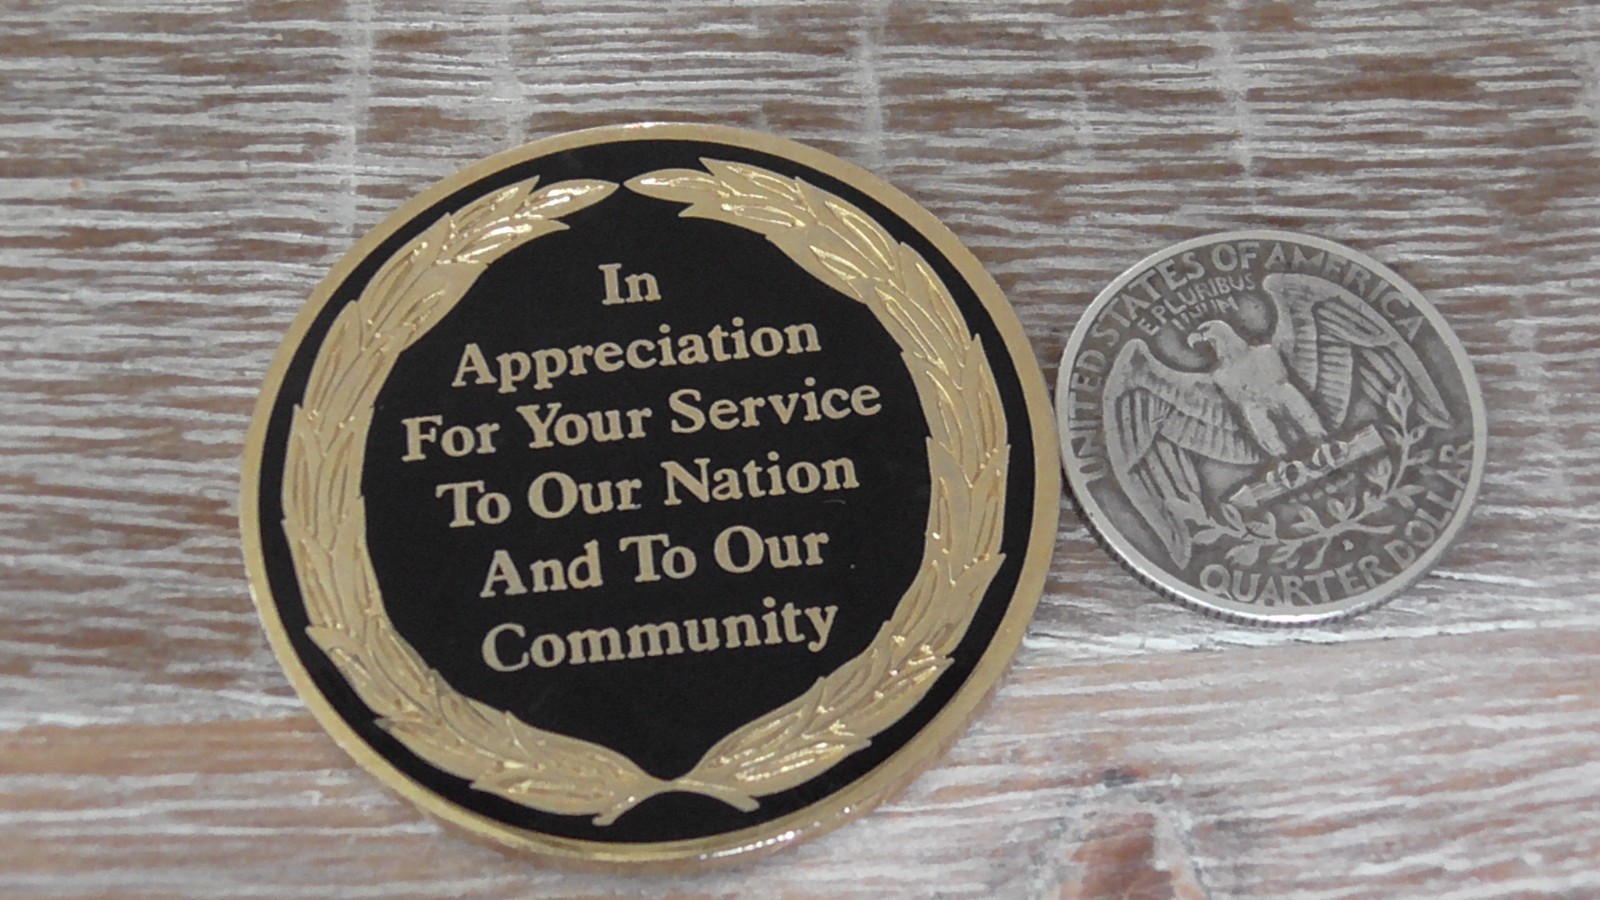 In
Appreciation
For Your Service
To Our Nation
And To Our
Community
UNITED STATES OF AMERICA
E PLURIBUS
UNUM
QUARTER DOLLAR